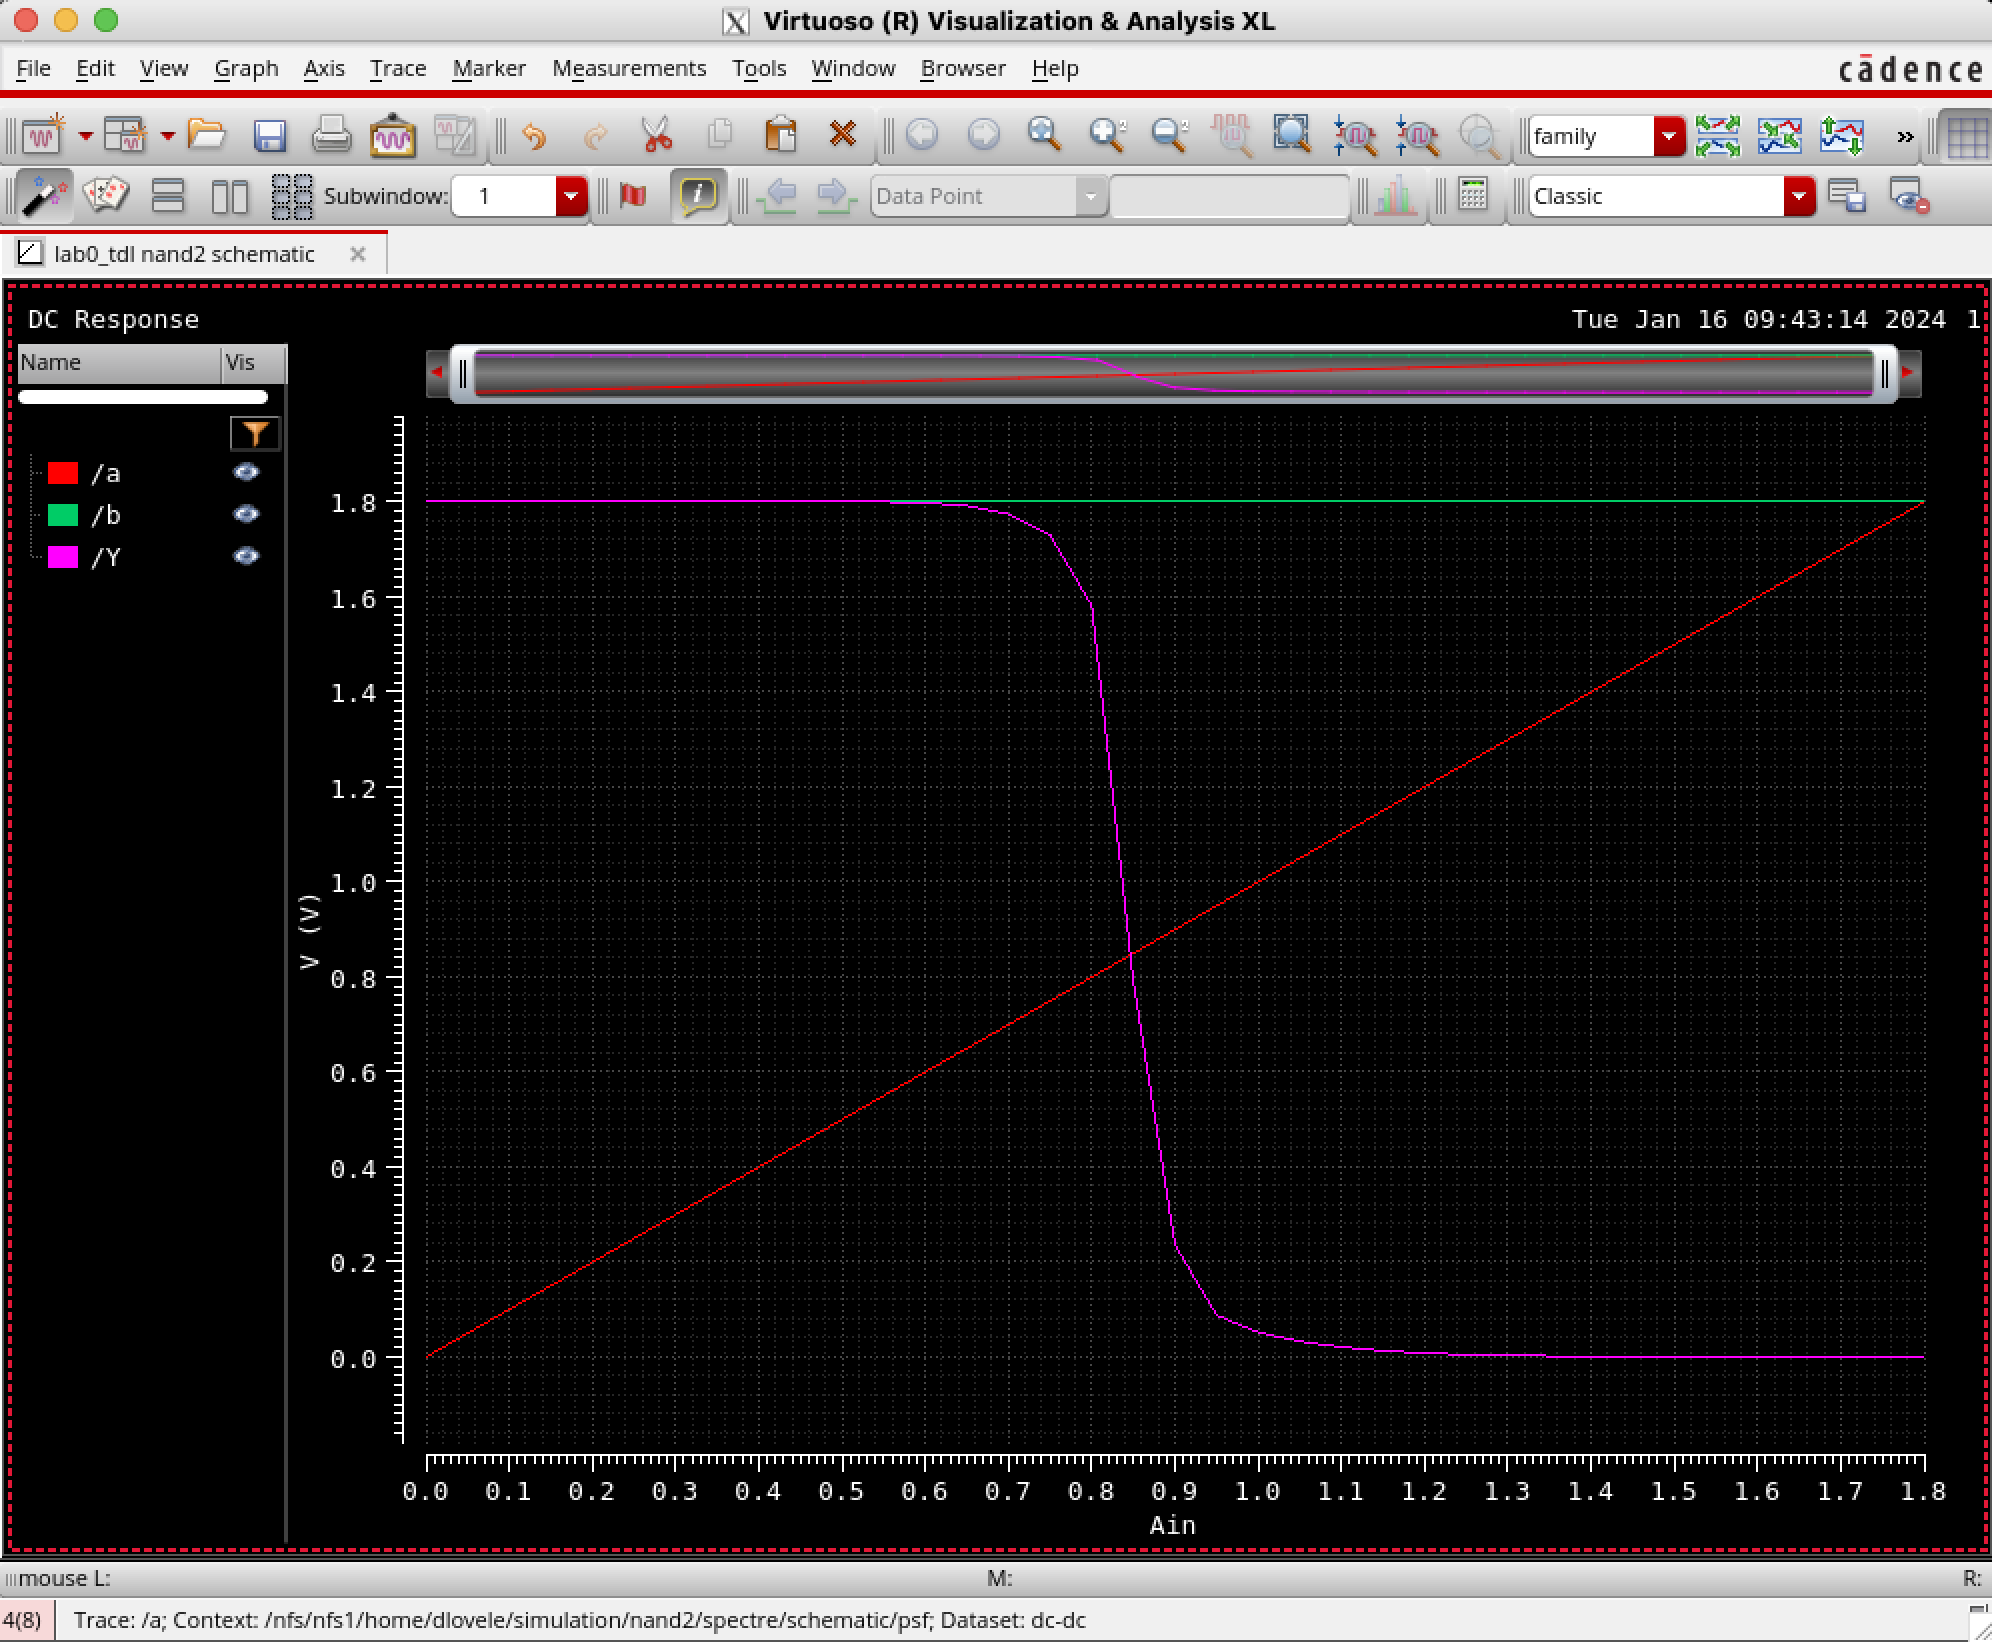 Virtuoso (R) Visualization & Analysis XL
File Edit View Graph Axis Trace Marker Measurements Tools Window Browser Help
cādence
family
Subwindow: 1
Data Point
Classic
lab0_tdl nand2 schematic
DC Response
Tue Jan 16 09:43:14 2024 1
Name Vis
/a
/b
/Y
1.8
1.6
1.4
1.2
1.0
0.8
0.6
0.4
0.2
0.0
V (V)
0.0 0.1 0.2 0.3 0.4 0.5 0.6 0.7 0.8 0.9 1.0 1.1 1.2 1.3 1.4 1.5 1.6 1.7 1.8
Ain
mouse L: M: R:
4(8) Trace: /a; Context: /nfs/nfs1/home/dlovele/simulation/nand2/spectre/schematic/psf; Dataset: dc-dc